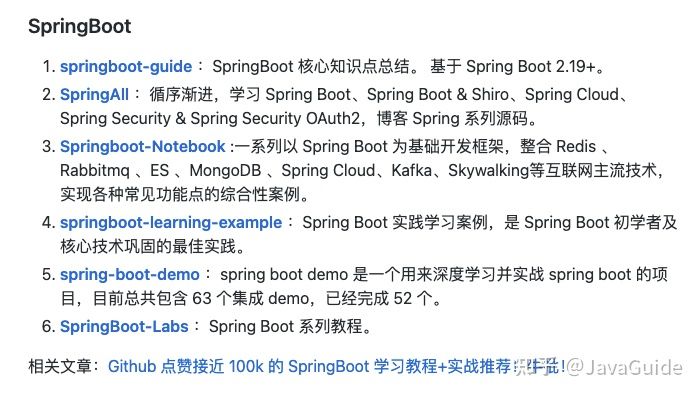 SpringBoot
1. springboot-guide ：SpringBoot 核心知识点总结。 基于 Spring Boot 2.19+。
2. SpringAll ：循序渐进，学习 Spring Boot、Spring Boot & Shiro、Spring Cloud、
Spring Security & Spring Security OAuth2，博客 Spring 系列源码。
3. Springboot-Notebook :一系列以 Spring Boot 为基础开发框架，整合 Redis 、
Rabbitmq 、ES 、MongoDB 、Spring Cloud、Kafka、Skywalking等互联网主流技术，
实现各种常见功能点的综合性案例。
4. springboot-learning-example ：Spring Boot 实践学习案例，是 Spring Boot 初学者及
核心技术巩固的最佳实践。
5. spring-boot-demo ：spring boot demo 是一个用来深度学习并实战 spring boot 的项
目，目前总共包含 63 个集成 demo，已经完成 52 个。
6. SpringBoot-Labs ：Spring Boot 系列教程。
相关文章：Github 点赞接近 100k 的 SpringBoot 学习教程+实战推荐！
知乎 @JavaGuide